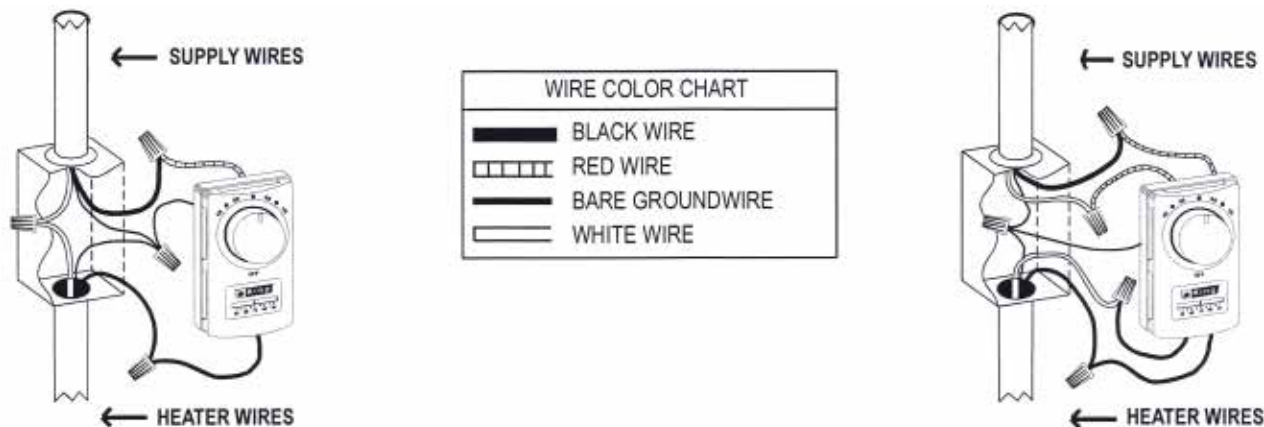 SUPPLY WIRES
HEATER WIRES
WIRE COLOR CHART
BLACK WIRE
RED WIRE
BARE GROUNDWIRE
WHITE WIRE
SUPPLY WIRES
HEATER WIRES